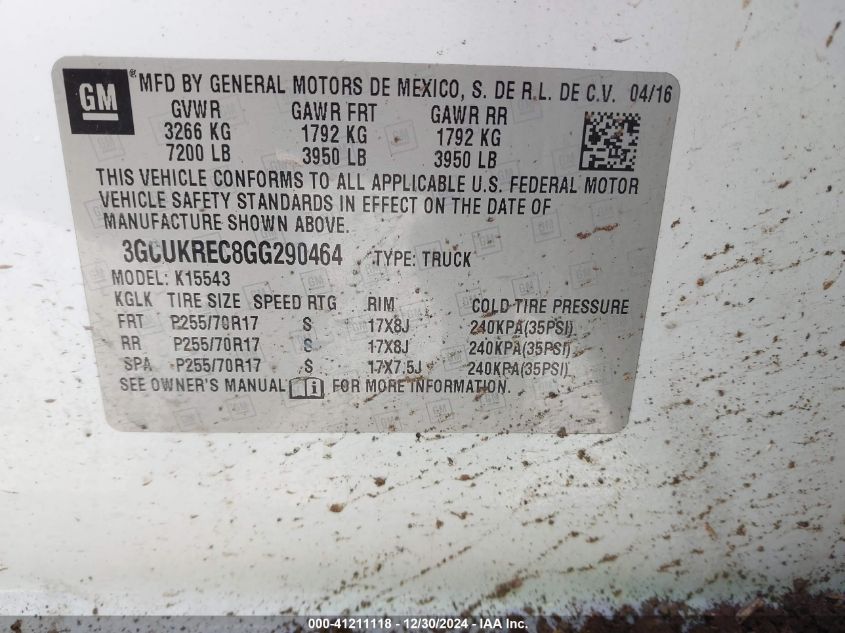 GM ® MFD BY GENERAL MOTORS DE MEXICO, S. DE R.L. DE C.V. 04/16
GVWR GAWR FRT GAWR RR
3266 KG 1792 KG 1792 KG
7200 LB 3950 LB 3950 LB
THIS VEHICLE CONFORMS TO ALL APPLICABLE U.S. FEDERAL MOTOR
VEHICLE SAFETY STANDARDS IN EFFECT ON THE DATE OF
MANUFACTURE SHOWN ABOVE.
3GCUKREC8GG290464 TYPE: TRUCK
MODEL: K15543
KGLK TIRE SIZE SPEED RTG RIM COLD TIRE PRESSURE
FRT P255/70R17 S 17X8J 240KPA(35PSI)
RR P255/70R17 S 17X8J 240KPA(35PSI)
SPA P255/70R17 S 17X7.5J 240KPA(35PSI)
SEE OWNER'S MANUAL i FOR MORE INFORMATION.
000-41211118 - 12/30/2024 - IAA Inc.